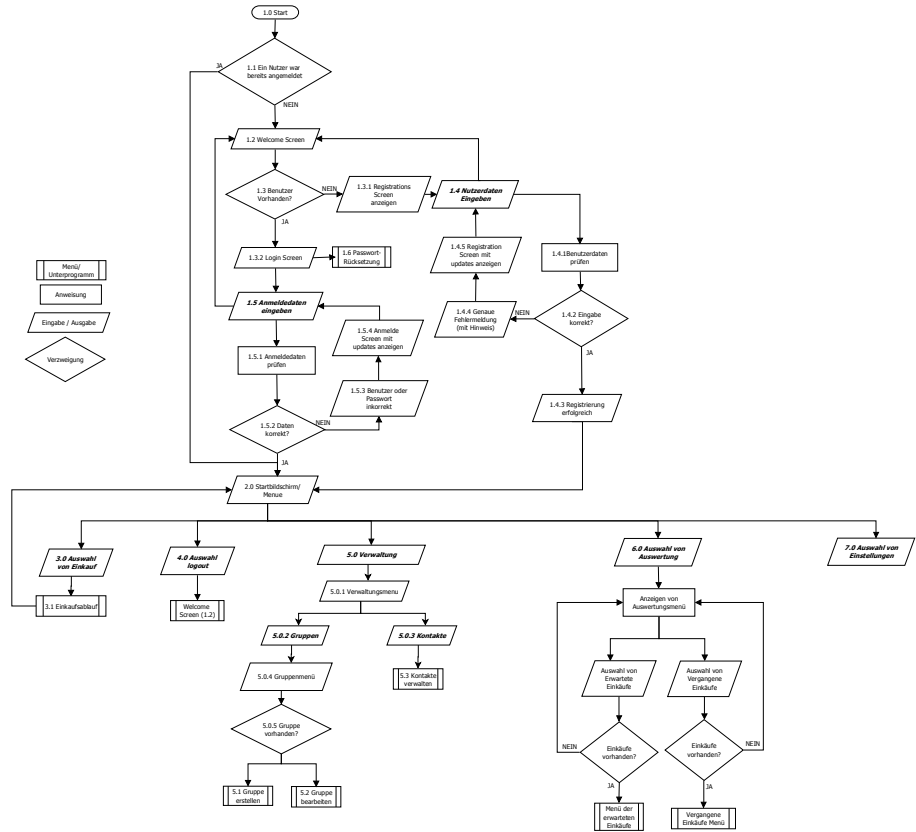 1.0 Start
1.1 Ein Nutzer war
bereits angemeldet
JA
NEIN
1.2 Welcome Screen
1.3 Benutzer
Vorhanden?
NEIN
1.3.1 Registrations
Screen
anzeigen
1.4 Nutzerdaten
Eingeben
JA
1.4.5 Registration
Screen mit
updates anzeigen
1.4.1Benutzerdaten
prüfen
1.3.2 Login Screen
1.6 Passwort-
Rücksetzung
Menü/
Unterprogramm
Anweisung
Eingabe / Ausgabe
Verzweigung
1.5 Anmeldedaten
eingeben
1.4.4 Genaue
Fehlermeldung
(mit Hinweis)
NEIN
1.4.2 Eingabe
korrekt?
JA
1.5.4 Anmelde
Screen mit
updates anzeigen
1.5.1 Anmeldedaten
prüfen
1.5.3 Benutzer oder
Passwort
inkorrekt
1.4.3 Registrierung
erfolgreich
1.5.2 Daten
korrekt?
NEIN
JA
2.0 Startbildschirm/
Menue
3.0 Auswahl
von Einkauf
4.0 Auswahl
logout
5.0 Verwaltung
6.0 Auswahl von
Auswertung
7.0 Auswahl von
Einstellungen
3.1 Einkaufsablauf
Welcome
Screen (1.2)
5.0.1 Verwaltungsmenu
Anzeigen von
Auswertungsmenü
5.0.2 Gruppen
5.0.3 Kontakte
5.0.4 Gruppenmenü
5.3 Kontakte
verwalten
Auswahl von
Erwartete
Einkäufe
Auswahl von
Vergangene
Einkäufe
5.0.5 Gruppe
vorhanden?
NEIN
Einkäufe
vorhanden?
Einkäufe
vorhanden?
NEIN
JA
JA
5.1 Gruppe
erstellen
5.2 Gruppe
bearbeiten
Menü der
erwarteten
Einkäufe
Vergangene
Einkäufe Menü